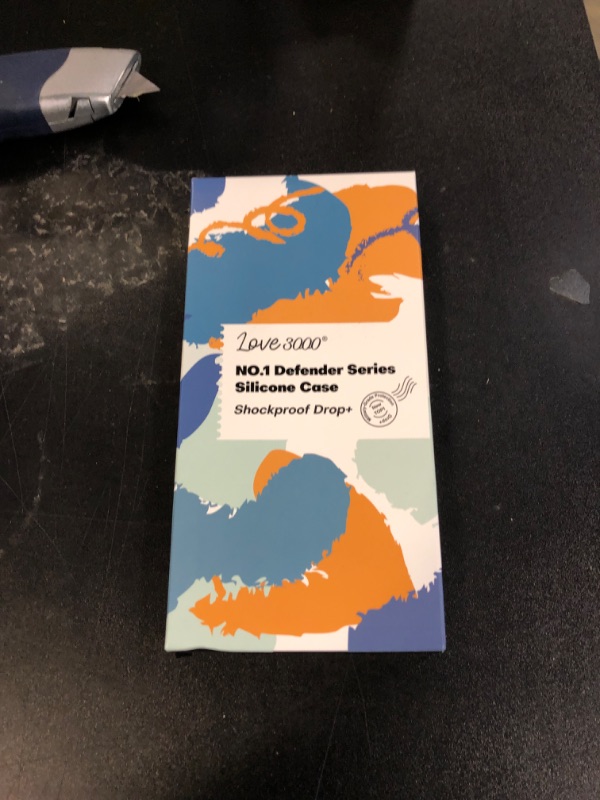 Love 3000®
NO.1 Defender Series
Silicone Case
Shockproof Drop+